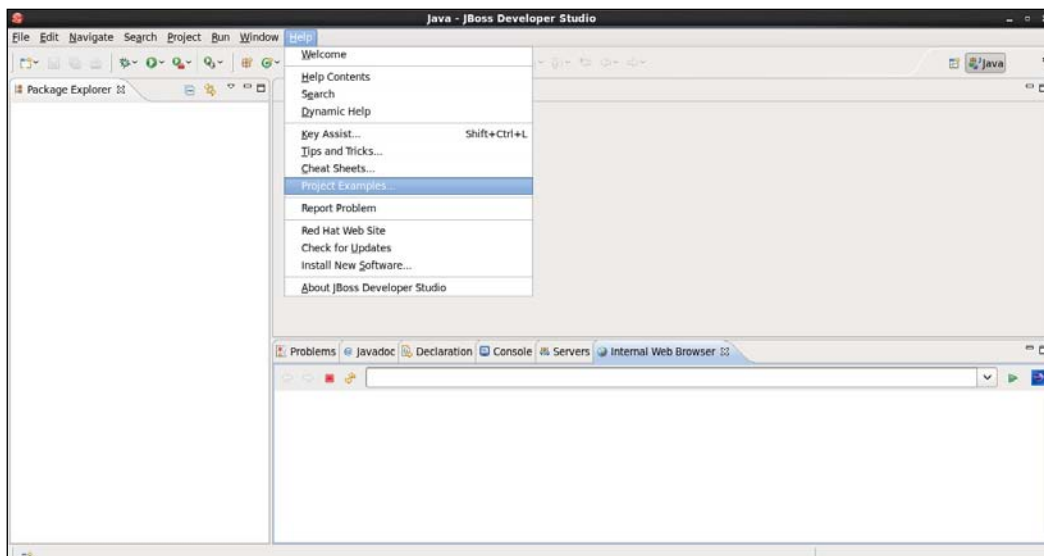 Java - JBoss Developer Studio
File Edit Navigate Search Project Run Window Help
Java
Package Explorer
Welcome
Help Contents
Search
Dynamic Help
Key Assist... Shift+Ctrl+L
Tips and Tricks...
Cheat Sheets...
Project Examples...
Report Problem
Red Hat Web Site
Check for Updates
Install New Software...
About JBoss Developer Studio
Problems Javadoc Declaration Console Servers Internal Web Browser